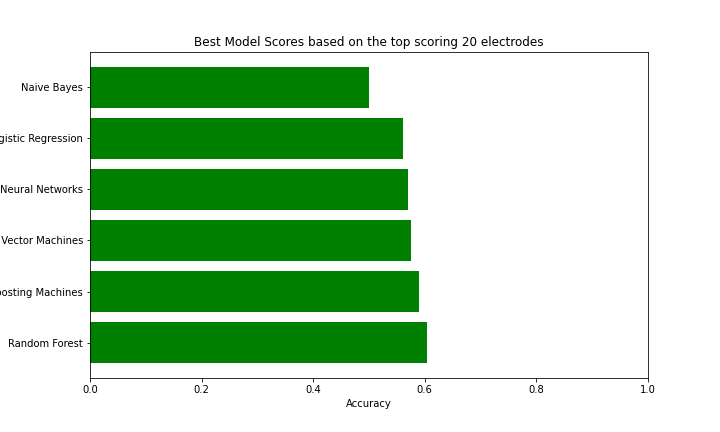 Best Model Scores based on the top scoring 20 electrodes
Naive Bayes
gistic Regression
Neural Networks
Vector Machines
osting Machines
Random Forest
0.0 0.2 0.4 0.6 0.8 1.0
Accuracy